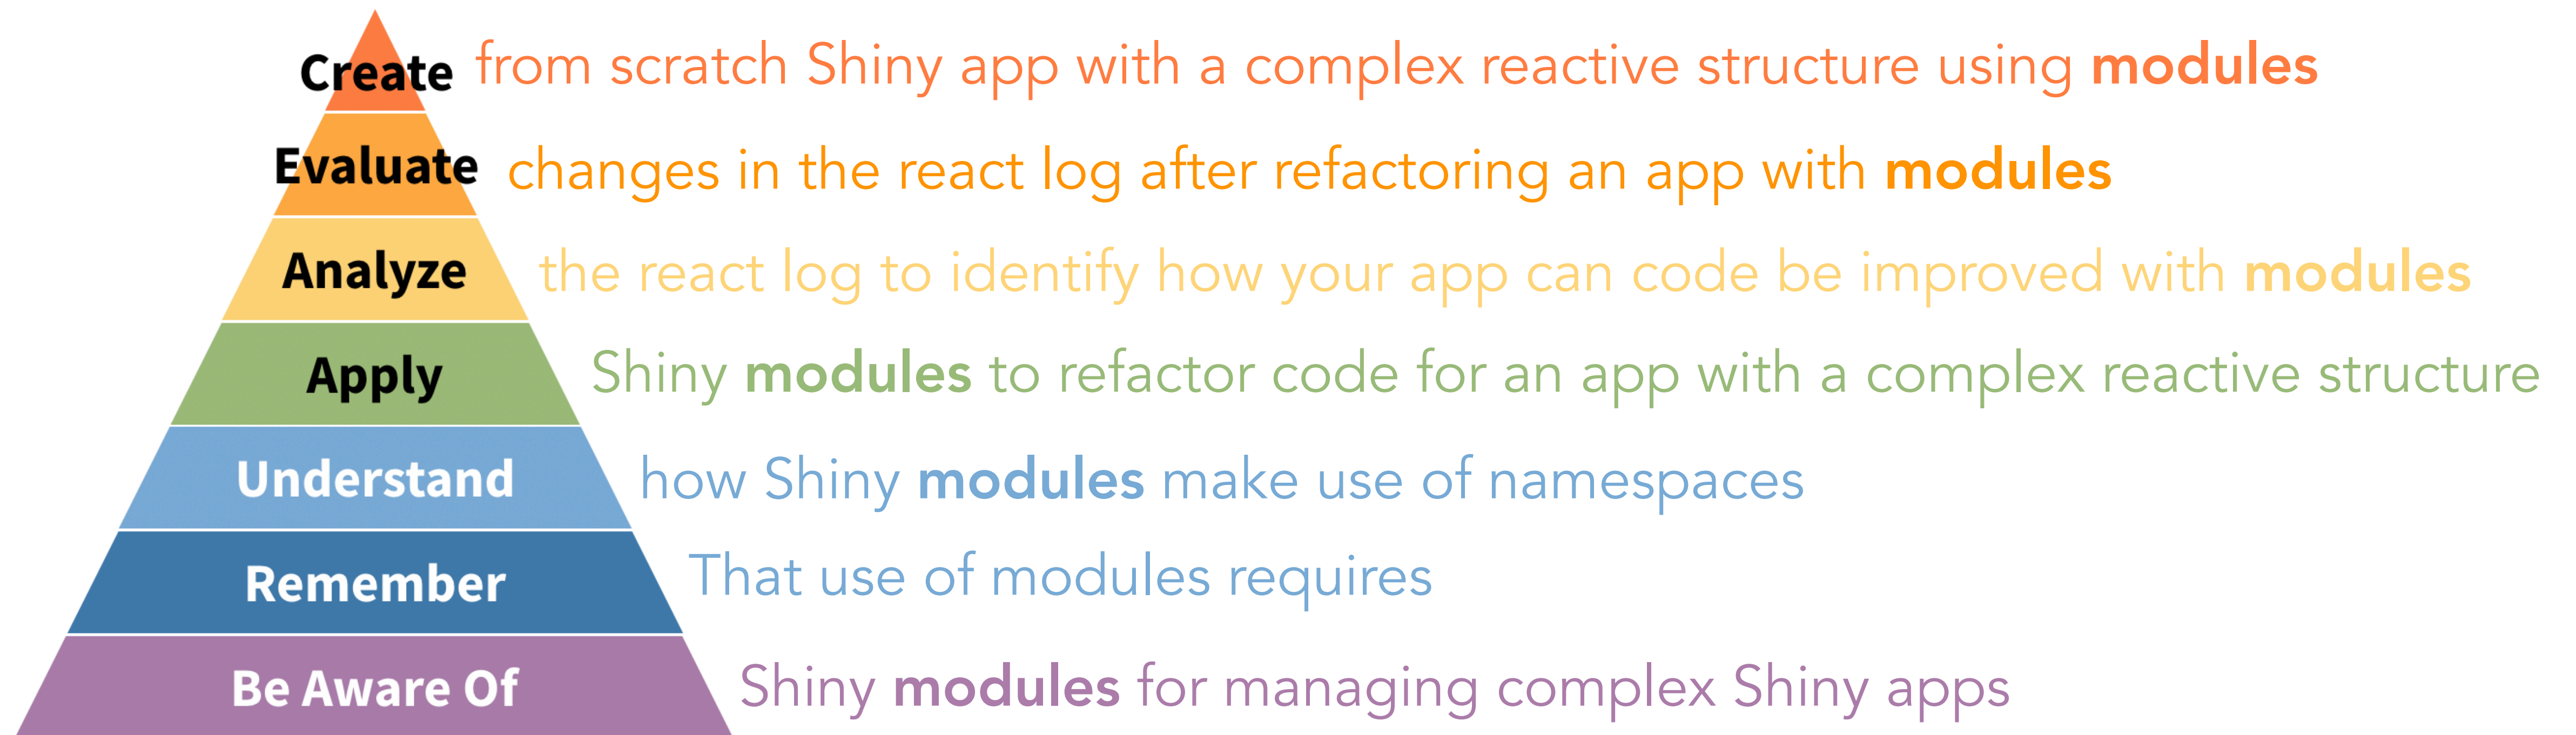 Create from scratch Shiny app with a complex reactive structure using modules
Evaluate changes in the react log after refactoring an app with modules
Analyze the react log to identify how your app can code be improved with modules
Apply Shiny modules to refactor code for an app with a complex reactive structure
Understand how Shiny modules make use of namespaces
Remember That use of modules requires
Be Aware Of Shiny modules for managing complex Shiny apps